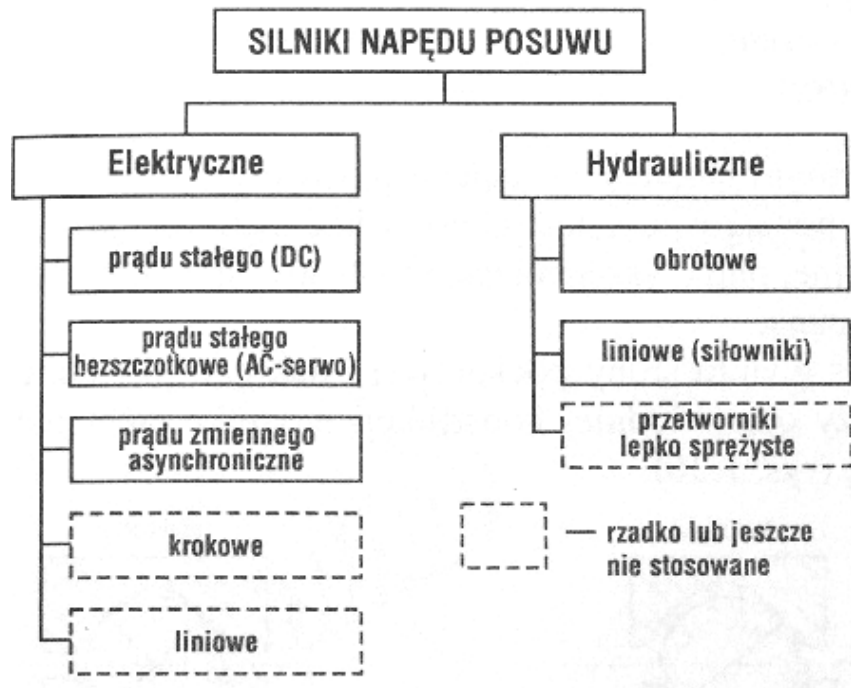 SILNIKI NAPĘDU POSUWU
Elektryczne
prądu stałego (DC)
prądu stałego
bezszczotkowe (AC-serwo)
prądu zmiennego
asynchroniczne
krokowe
liniowe
Hydrauliczne
obrotowe
liniowe (siłowniki)
przetworniki
lepko sprężyste
— rzadko lub jeszcze
nie stosowane